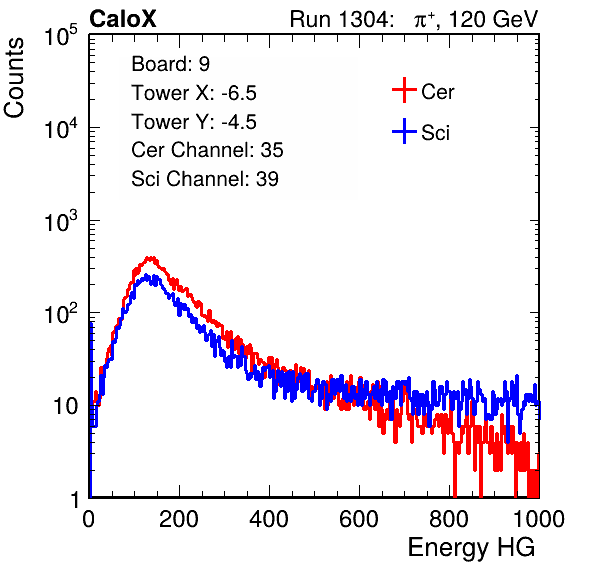 CaloX Run 1304: π⁺, 120 GeV
Counts
10⁵
10⁴
10³
10²
10
1
Board: 9
Tower X: -6.5
Tower Y: -4.5
Cer Channel: 35
Sci Channel: 39
Cer
Sci
0 200 400 600 800 1000
Energy HG